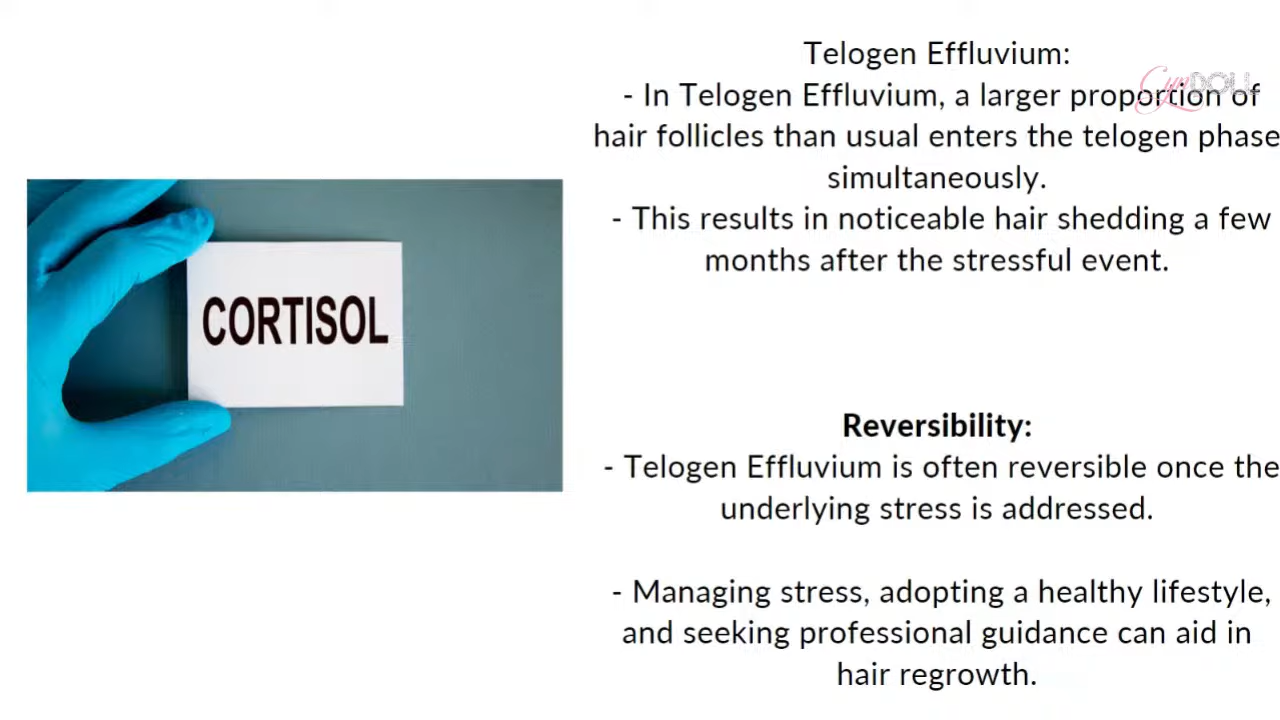 CORTISOL
Telogen Effluvium:
CynDOLL
- In Telogen Effluvium, a larger proportion of
hair follicles than usual enters the telogen phase
simultaneously.
- This results in noticeable hair shedding a few
months after the stressful event.
Reversibility:
- Telogen Effluvium is often reversible once the
underlying stress is addressed.
- Managing stress, adopting a healthy lifestyle,
and seeking professional guidance can aid in
hair regrowth.